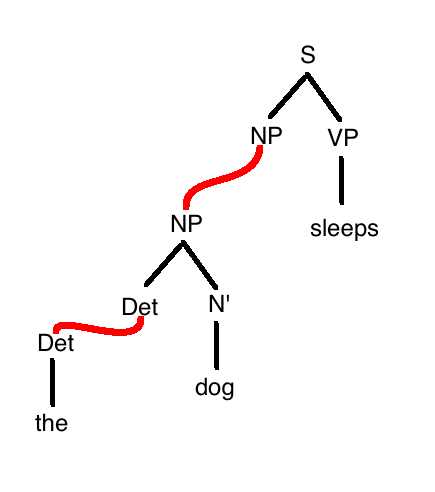 S
NP VP
NP sleeps
Det N'
Det
dog
the